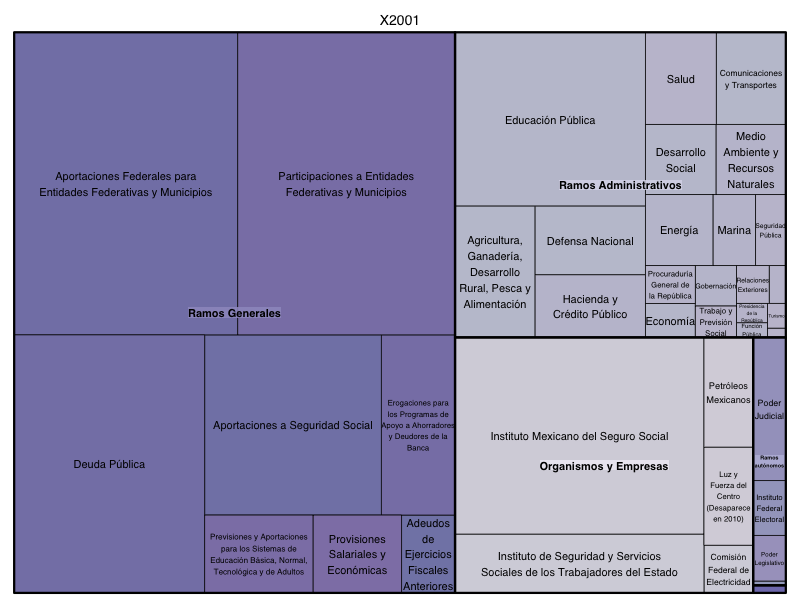 X2001
Aportaciones Federales para
Entidades Federativas y Municipios
Participaciones a Entidades
Federativas y Municipios
Ramos Generales
Deuda Pública
Aportaciones a Seguridad Social
Erogaciones para
los Programas de
Apoyo a Ahorradores
y Deudores de la
Banca
Previsiones y Aportaciones
para los Sistemas de
Educación Básica, Normal,
Tecnológica y de Adultos
Provisiones
Salariales y
Económicas
Adeudos
de
Ejercicios
Fiscales
Anteriores
Educación Pública
Salud
Comunicaciones
y Transportes
Desarrollo
Social
Medio
Ambiente y
Recursos
Naturales
Ramos Administrativos
Agricultura,
Ganadería,
Desarrollo
Rural, Pesca y
Alimentación
Defensa Nacional
Hacienda y
Crédito Público
Energía
Marina
Seguridad
Pública
Procuraduría
General de
la República
Gobernación
Relaciones
Exteriores
Economía
Trabajo y
Previsión
Social
Presidencia
de la
República
Función
Pública
Turismo
Instituto Mexicano del Seguro Social
Organismos y Empresas
Instituto de Seguridad y Servicios
Sociales de los Trabajadores del Estado
Petróleos
Mexicanos
Luz y
Fuerza del
Centro
(Desaparece
en 2010)
Comisión
Federal de
Electricidad
Poder
Judicial
Ramos
autónomos
Instituto
Federal
Electoral
Poder
Legislativo